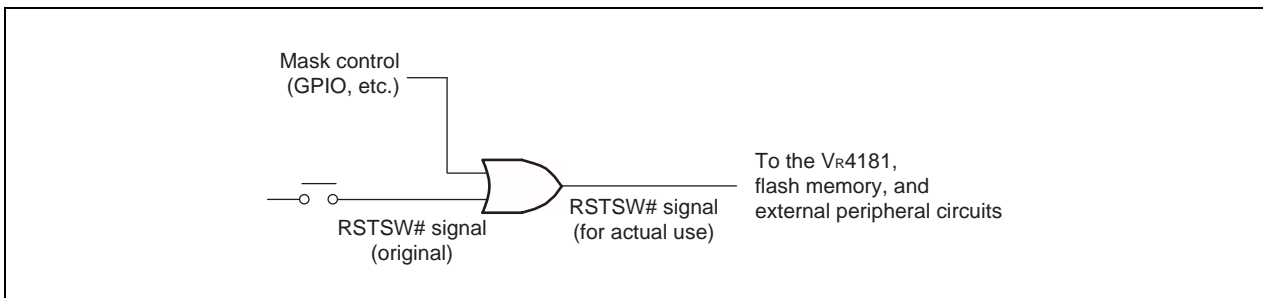 Mask control
(GPIO, etc.)
RSTSW# signal
(original)
RSTSW# signal
(for actual use)
To the VR4181,
flash memory, and
external peripheral circuits